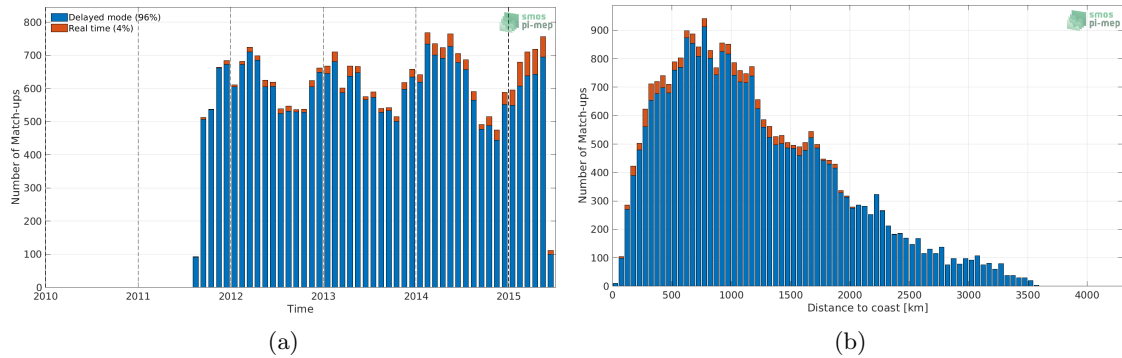 Delayed mode (96%)
Real time (4%)
smos
pi-mep
Number of Match-ups
800
700
600
500
400
300
200
100
0
2010
2011
2012
2013
2014
2015
Time
(a)
smos
pi-mep
Number of Match-ups
900
800
700
600
500
400
300
200
100
0
0
500
1000
1500
2000
2500
3000
3500
4000
Distance to coast [km]
(b)